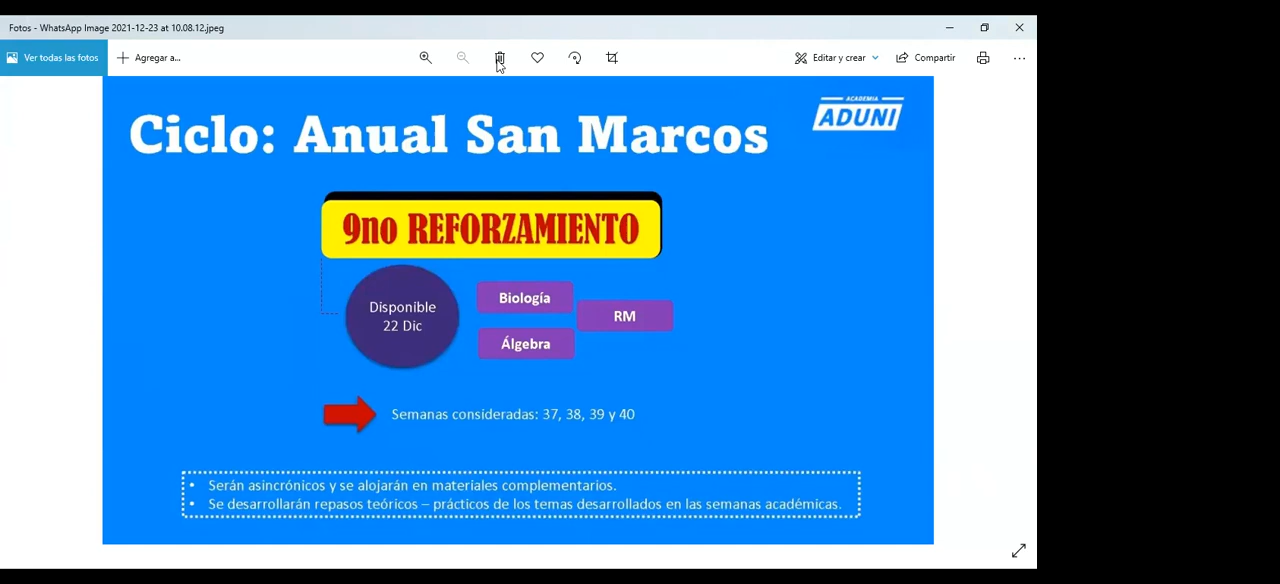 Fotos - WhatsApp Image 2021-12-23 at 10.08.12.jpeg
Ver todas las fotos
Agregar a...
Editar y crear
Compartir
Ciclo: Anual San Marcos
ACADEMIA
ADUNI
9no REFORZAMIENTO
Disponible
22 Dic
Biología
RM
Álgebra
Semanas consideradas: 37, 38, 39 y 40
• Serán asincrónicos y se alojarán en materiales complementarios.
• Se desarrollarán repasos teóricos – prácticos de los temas desarrollados en las semanas académicas.